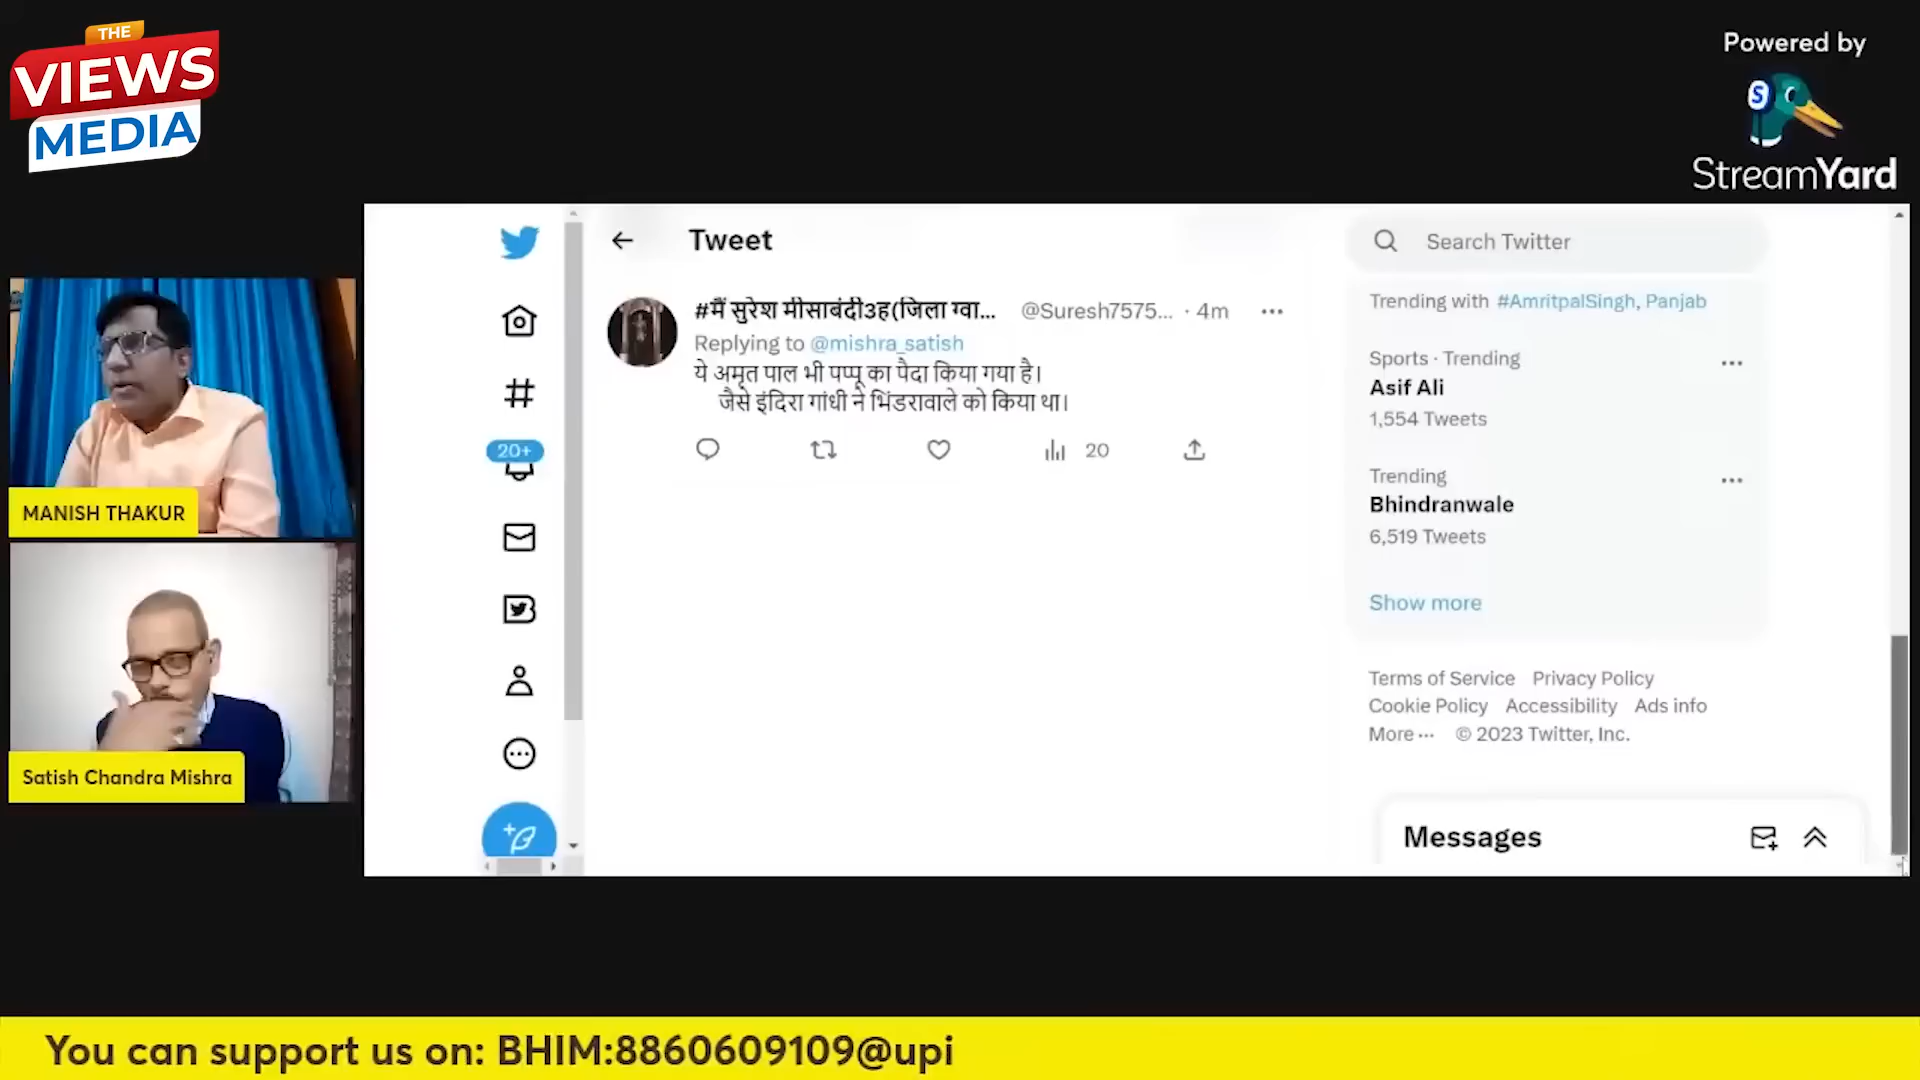 THE
VIEWS
MEDIA
Powered by
StreamYard
MANISH THAKUR
Satish Chandra Mishra
20+
Tweet
#मैं सुरेश मीसाबंदी3ह(जिला ग्वा... @Suresh7575... · 4m
Replying to @mishra_satish
ये अमृत पाल भी पप्पू का पैदा किया गया है।
जैसे इंदिरा गांधी ने भिंडरावाले को किया था।
20
Search Twitter
Trending with #AmritpalSingh, Panjab
Sports · Trending
Asif Ali
1,554 Tweets
Trending
Bhindranwale
6,519 Tweets
Show more
Terms of Service Privacy Policy
Cookie Policy Accessibility Ads info
More ··· © 2023 Twitter, Inc.
Messages
You can support us on: BHIM:8860609109@upi